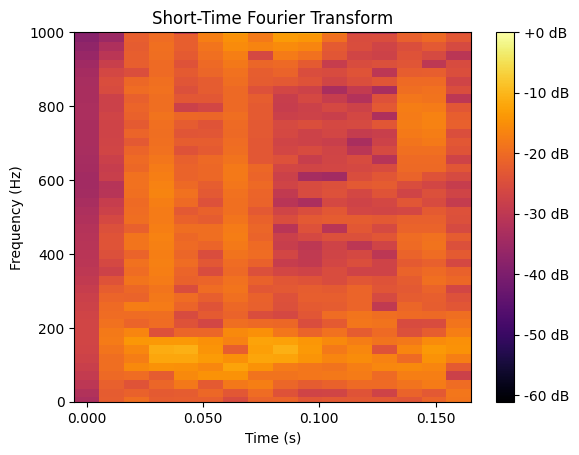 Short-Time Fourier Transform
Frequency (Hz)
1000
800
600
400
200
0
0.000
0.050
0.100
0.150
Time (s)
+0 dB
-10 dB
-20 dB
-30 dB
-40 dB
-50 dB
-60 dB